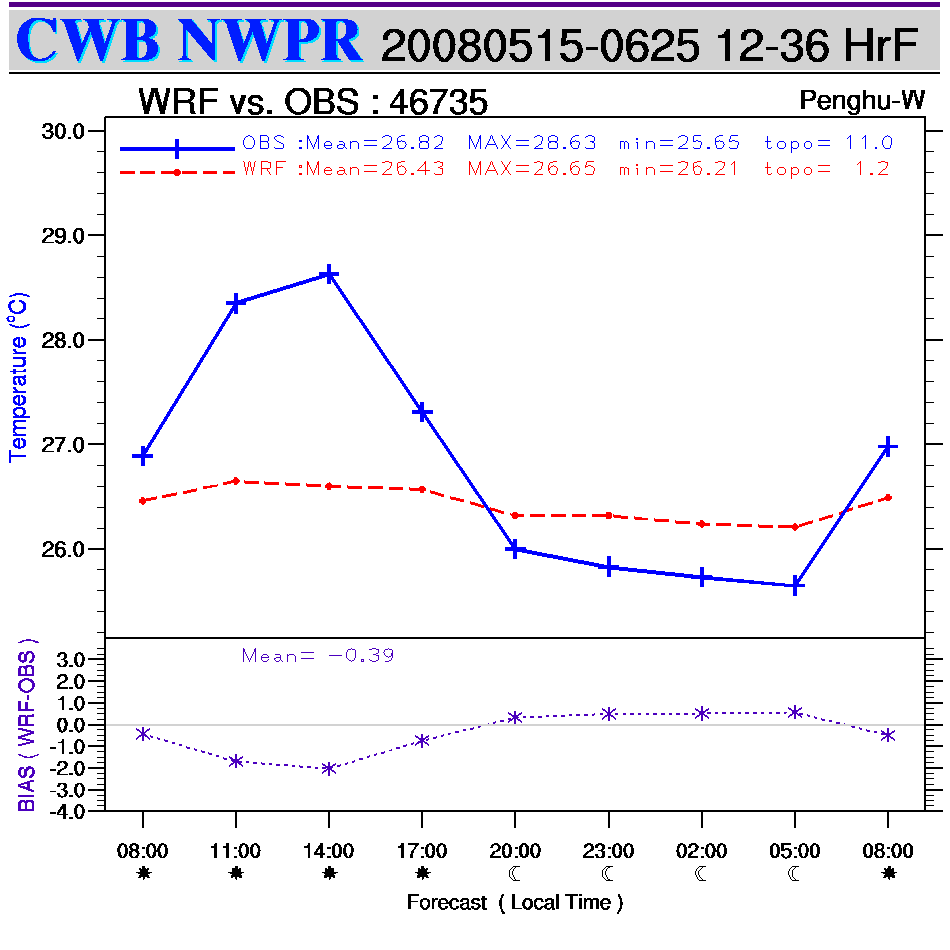 CWB NWPR 20080515-0625 12-36 HrF
WRF vs. OBS : 46735
Penghu-W
OBS :Mean=26.82 MAX=28.63 min=25.65 topo= 11.0
WRF :Mean=26.43 MAX=26.65 min=26.21 topo= 1.2
30.0
29.0
28.0
27.0
26.0
Temperature (°C)
Mean= -0.39
3.0
2.0
1.0
0.0
-1.0
-2.0
-3.0
-4.0
BIAS ( WRF-OBS )
08:00 11:00 14:00 17:00 20:00 23:00 02:00 05:00 08:00
Forecast ( Local Time )